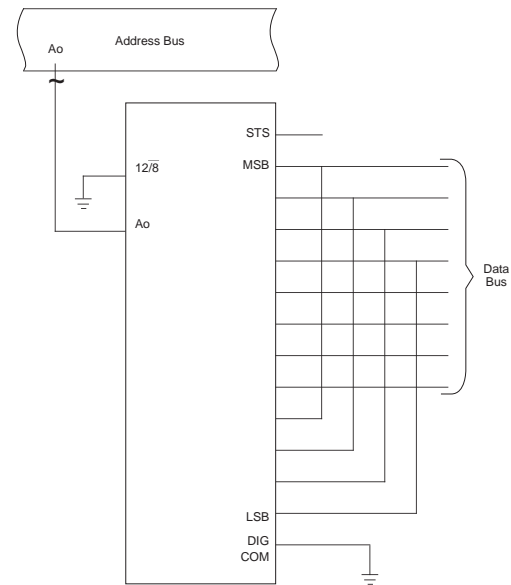 Address Bus
Ao
STS
12/8̅
MSB
Ao
Data
Bus
LSB
DIG
COM